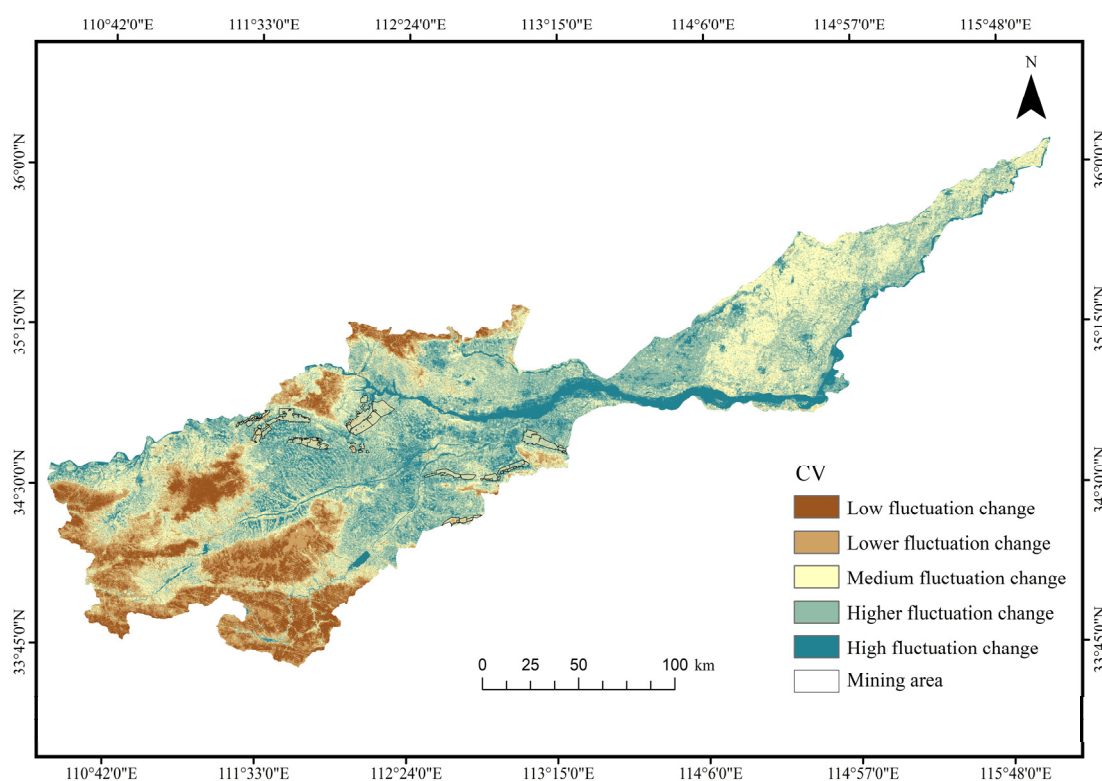 110°42'0"E 111°33'0"E 112°24'0"E 113°15'0"E 114°6'0"E 114°57'0"E 115°48'0"E
N
36°0'0"N
36°0'0"N
35°15'0"N
35°15'0"N
34°30'0"N
34°30'0"N
33°45'0"N
33°45'0"N
CV
Low fluctuation change
Lower fluctuation change
Medium fluctuation change
Higher fluctuation change
High fluctuation change
Mining area
0 25 50 100 km
110°42'0"E 111°33'0"E 112°24'0"E 113°15'0"E 114°6'0"E 114°57'0"E 115°48'0"E